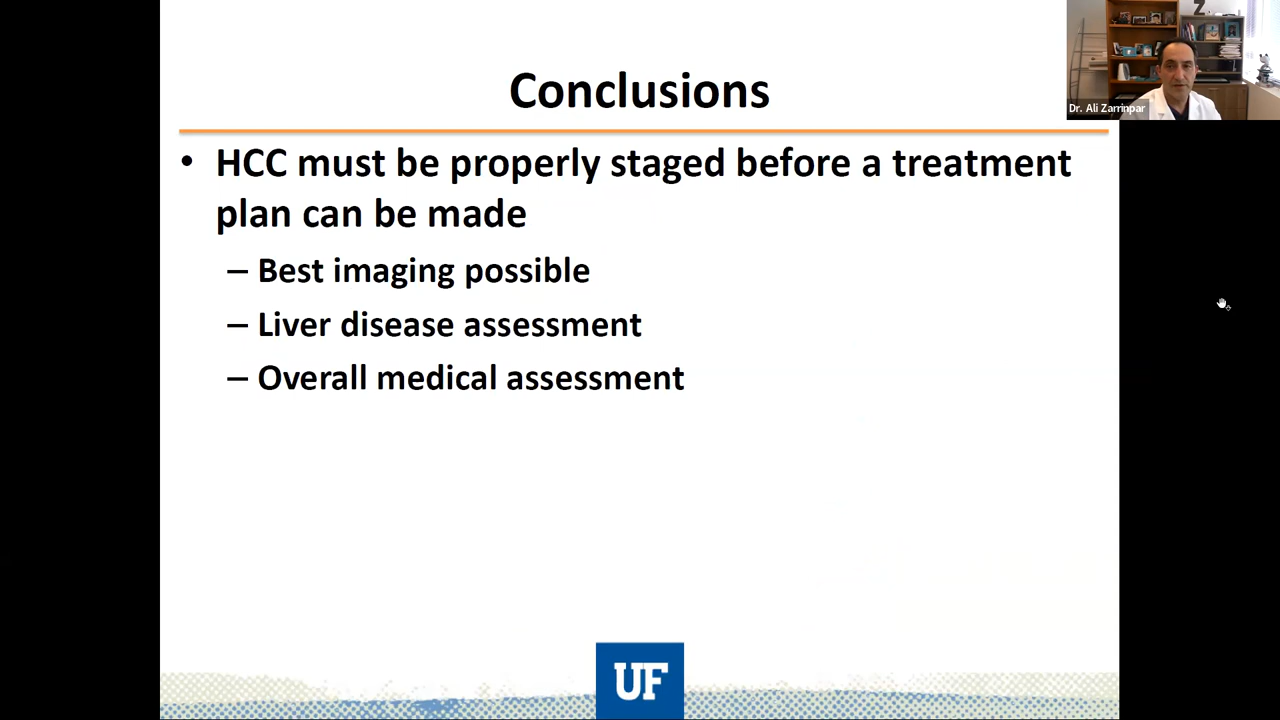 Conclusions
• HCC must be properly staged before a treatment
plan can be made
– Best imaging possible
– Liver disease assessment
– Overall medical assessment
Dr. Ali Zarrinpar
Z
UF